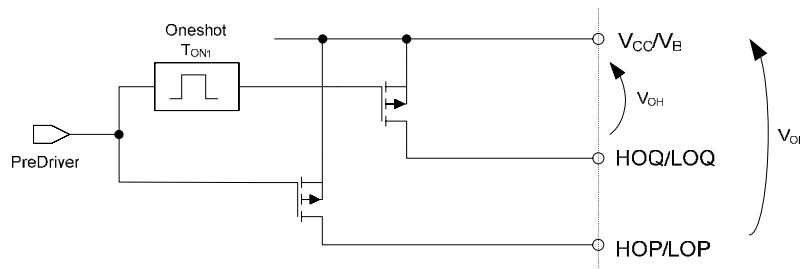 Oneshot
TON1
VCC/VB
VOH
PreDriver
HOQ/LOQ
HOP/LOP